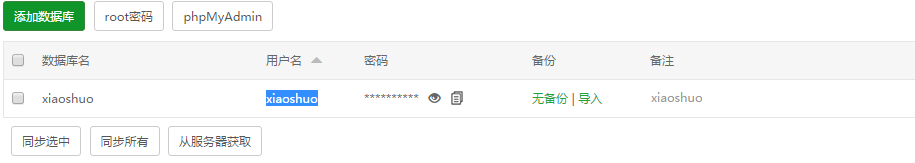 添加数据库 root密码 phpMyAdmin
数据库名 用户名 密码 备份 备注
xiaoshuo xiaoshuo ********** 无备份 | 导入 xiaoshuo
同步选中 同步所有 从服务器获取